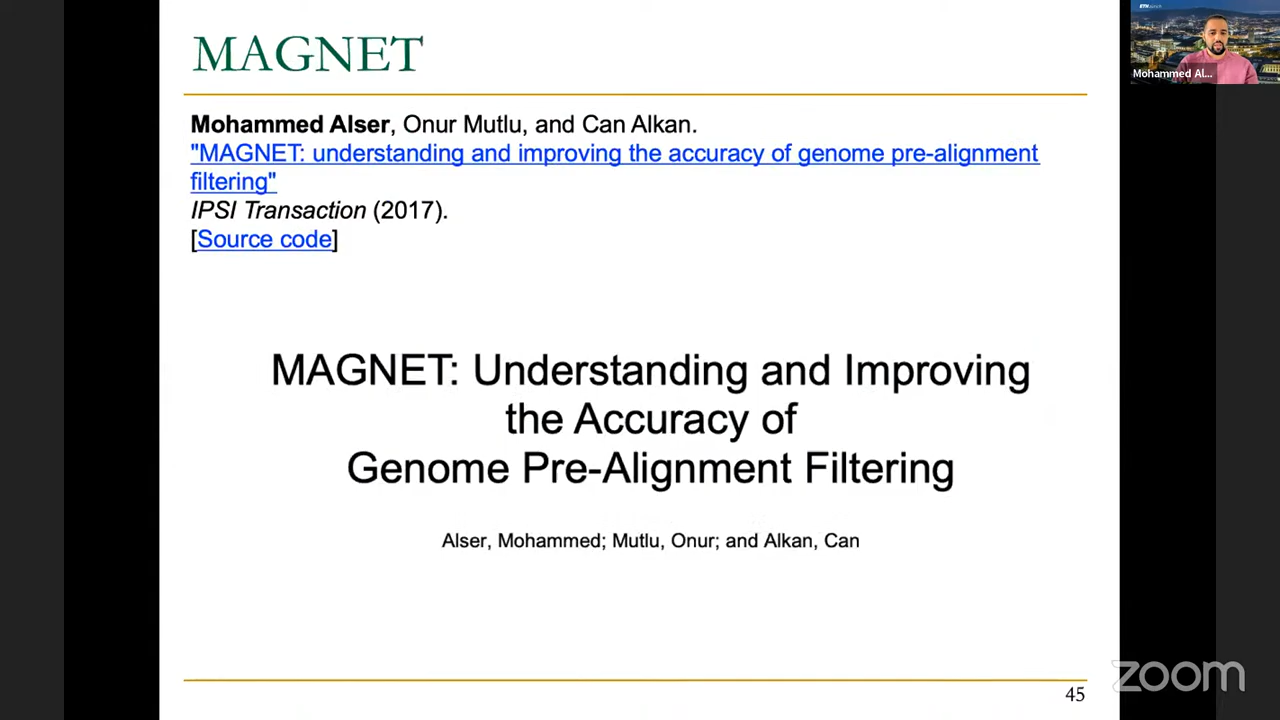 MAGNET
Mohammed Alser, Onur Mutlu, and Can Alkan.
"MAGNET: understanding and improving the accuracy of genome pre-alignment
filtering"
IPSI Transaction (2017).
[Source code]
MAGNET: Understanding and Improving
the Accuracy of
Genome Pre-Alignment Filtering
Alser, Mohammed; Mutlu, Onur; and Alkan, Can
45
ETH zürich
Mohammed Al...
zoom